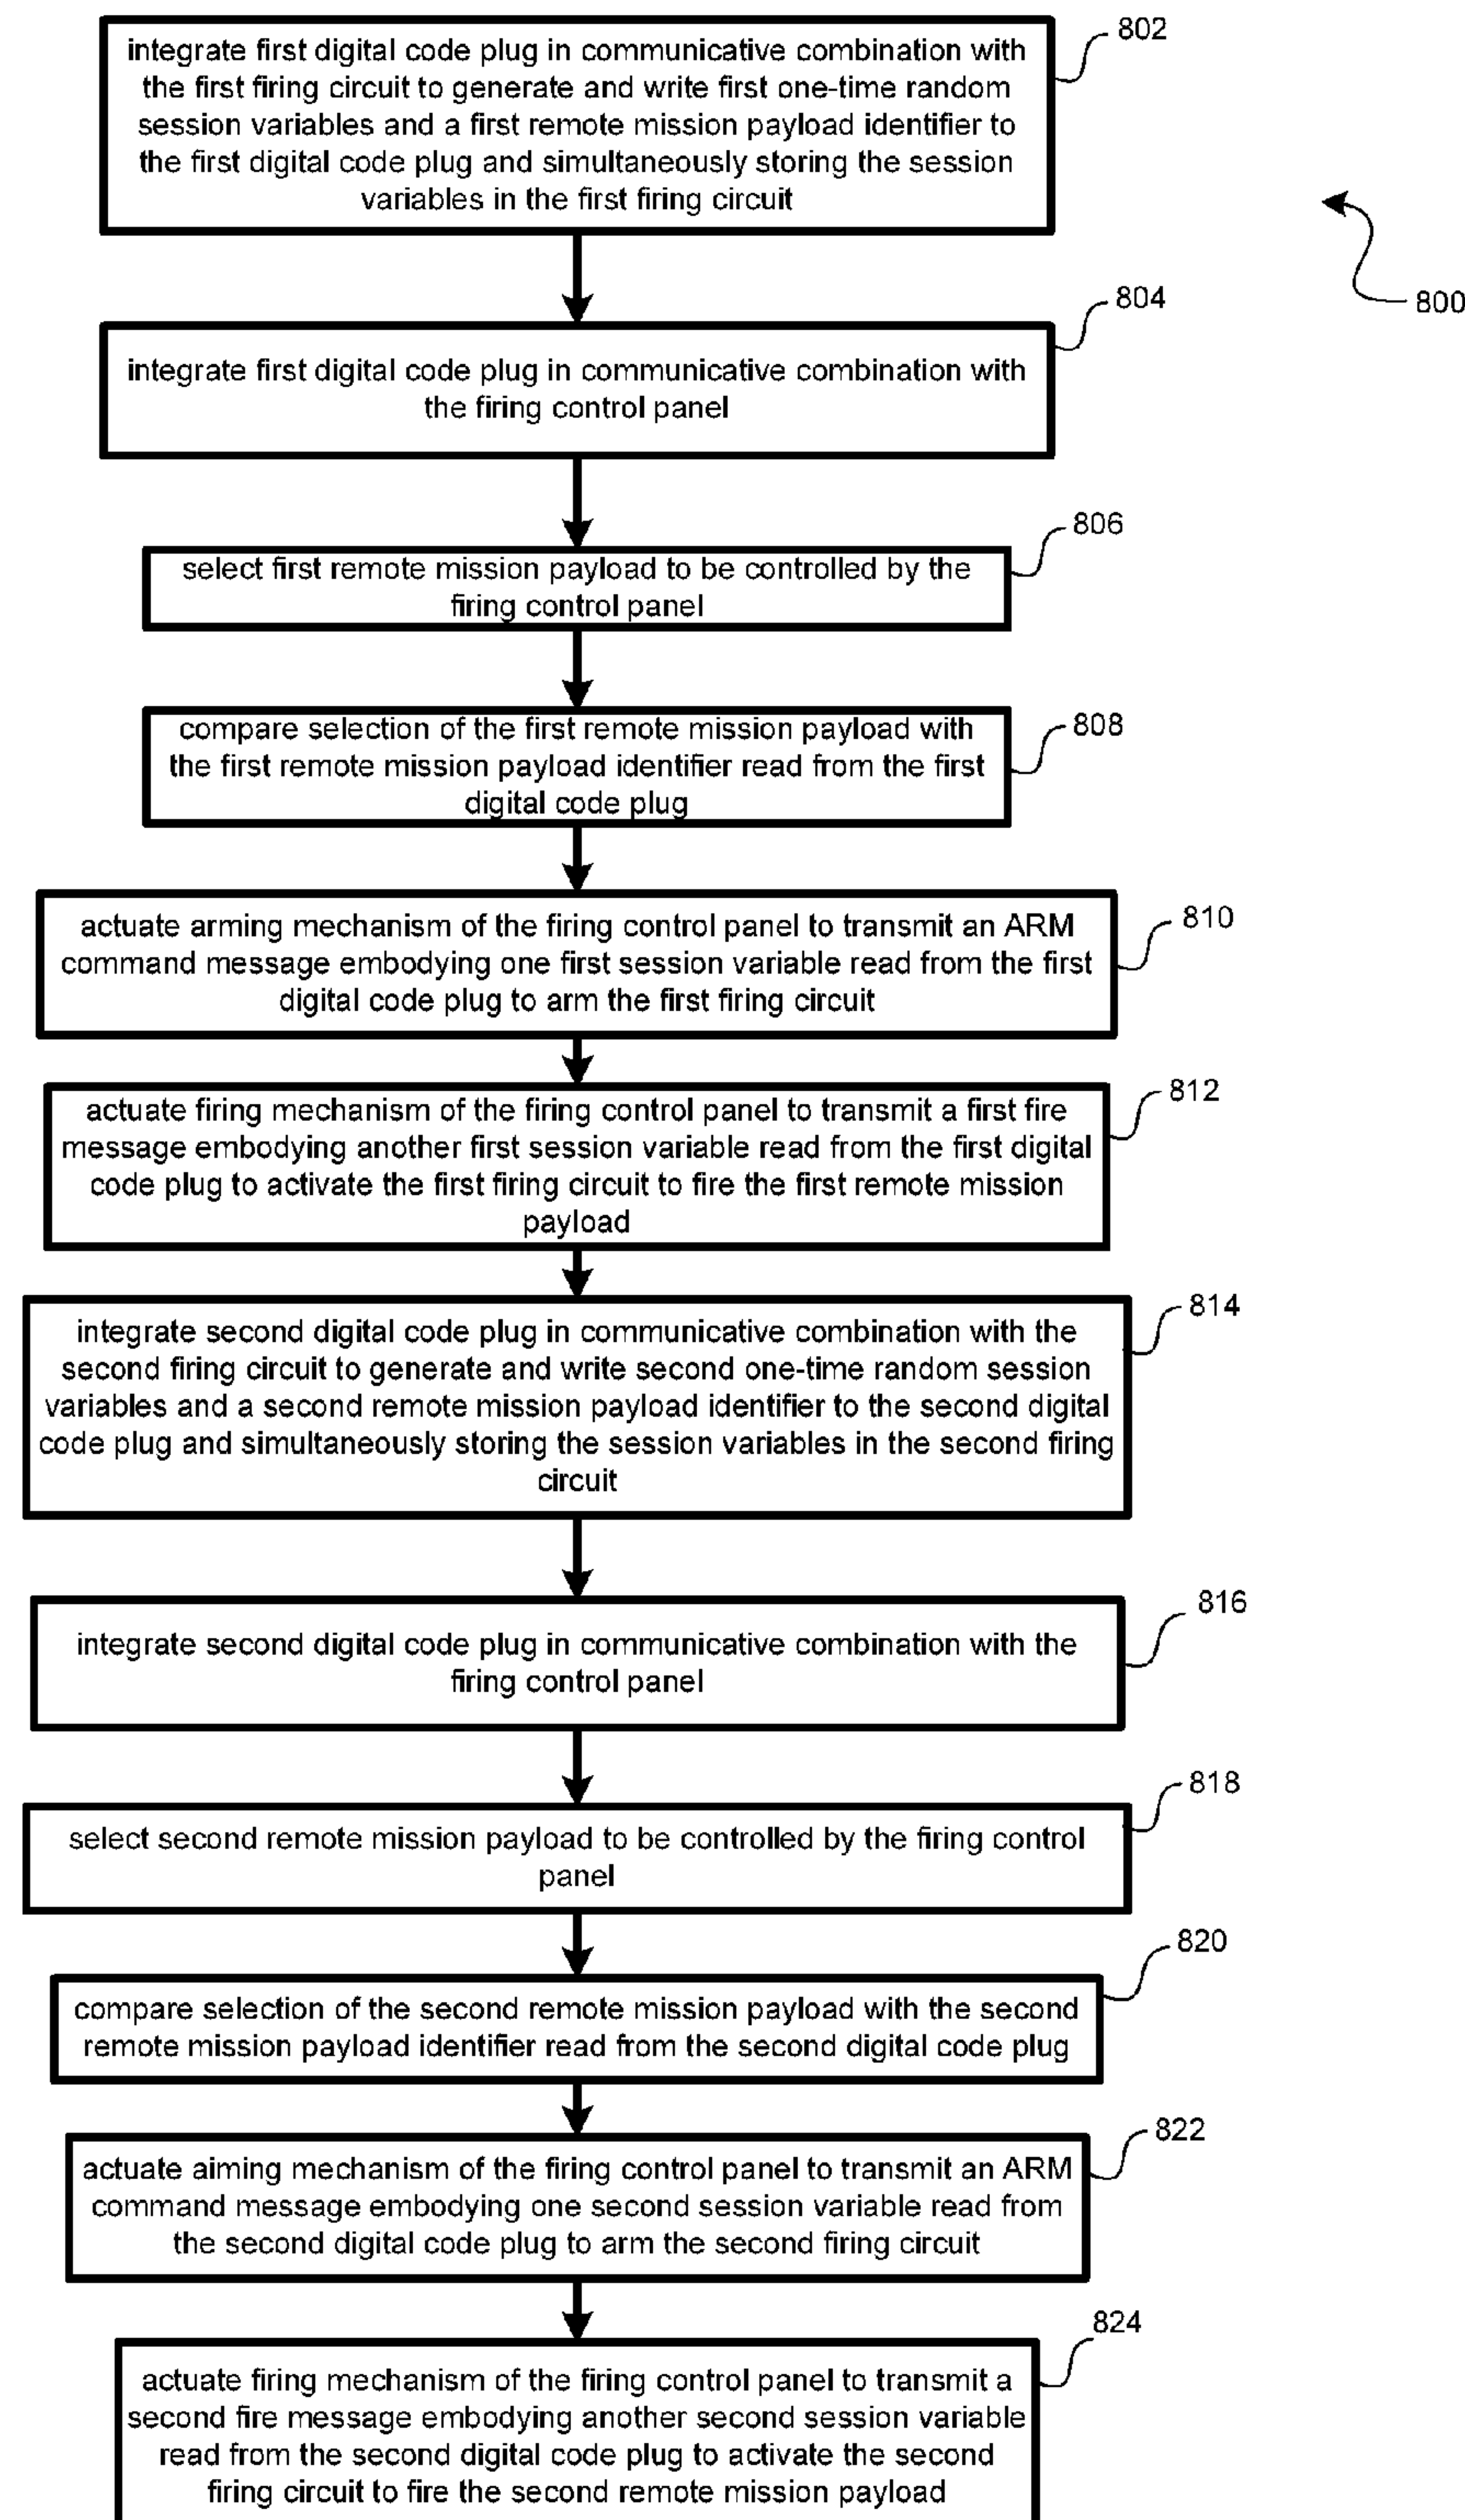 integrate first digital code plug in communicative combination with
the first firing circuit to generate and write first one-time random
session variables and a first remote mission payload identifier to
the first digital code plug and simultaneously storing the session
variables in the first firing circuit
802
800
integrate first digital code plug in communicative combination with
the firing control panel
804
select first remote mission payload to be controlled by the
firing control panel
806
compare selection of the first remote mission payload with
the first remote mission payload identifier read from the first
digital code plug
808
actuate arming mechanism of the firing control panel to transmit an ARM
command message embodying one first session variable read from the first
digital code plug to arm the first firing circuit
810
actuate firing mechanism of the firing control panel to transmit a first fire
message embodying another first session variable read from the first digital
code plug to activate the first firing circuit to fire the first remote mission
payload
812
integrate second digital code plug in communicative combination with the
second firing circuit to generate and write second one-time random session
variables and a second remote mission payload identifier to the second digital
code plug and simultaneously storing the session variables in the second firing
circuit
814
integrate second digital code plug in communicative combination with the
firing control panel
816
select second remote mission payload to be controlled by the firing control
panel
818
compare selection of the second remote mission payload with the second
remote mission payload identifier read from the second digital code plug
820
actuate aiming mechanism of the firing control panel to transmit an ARM
command message embodying one second session variable read from
the second digital code plug to arm the second firing circuit
822
actuate firing mechanism of the firing control panel to transmit a
second fire message embodying another second session variable
read from the second digital code plug to activate the second
firing circuit to fire the second remote mission payload
824